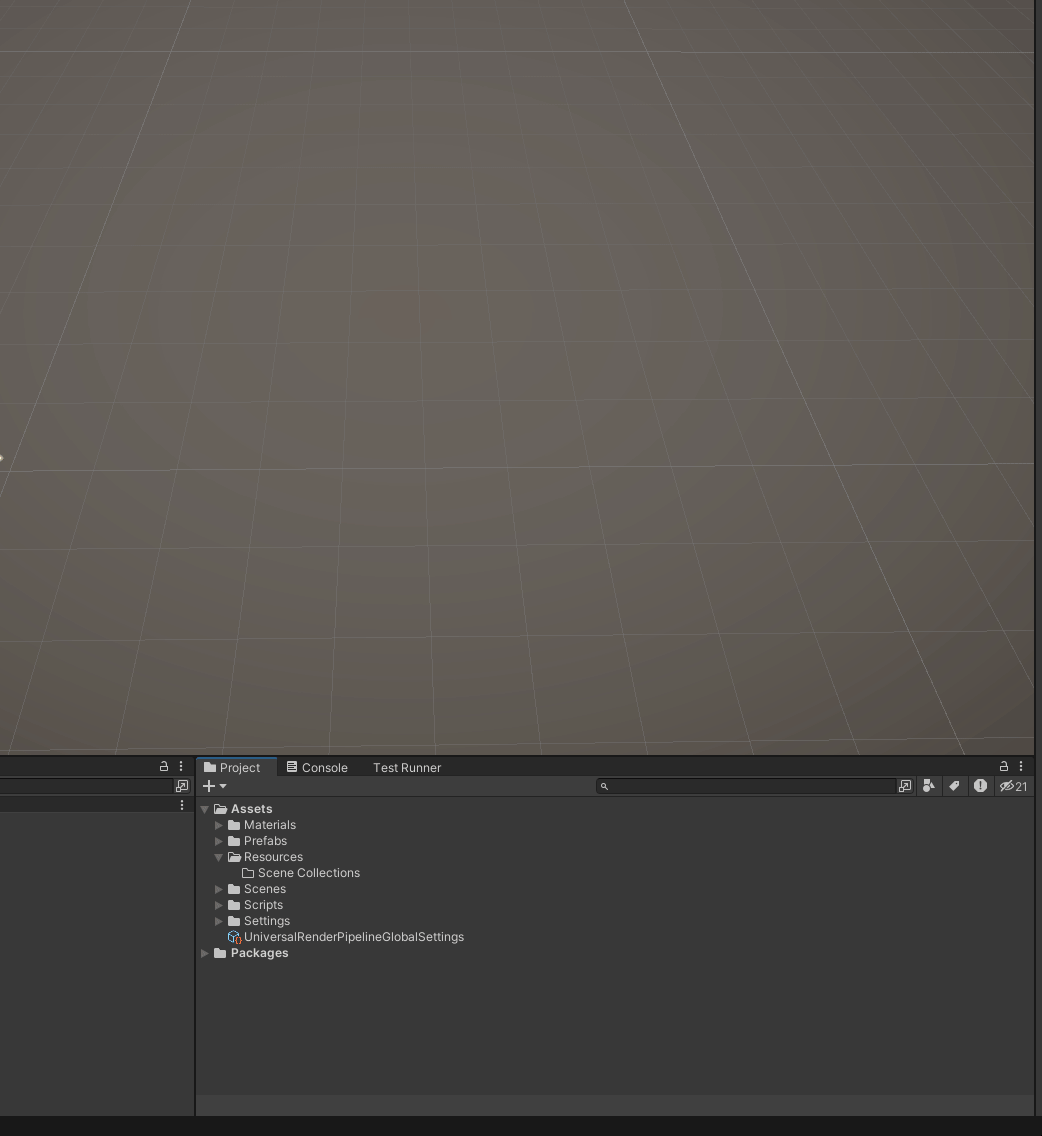 Project Console Test Runner
21
Assets
Materials
Prefabs
Resources
Scene Collections
Scenes
Scripts
Settings
UniversalRenderPipelineGlobalSettings
Packages